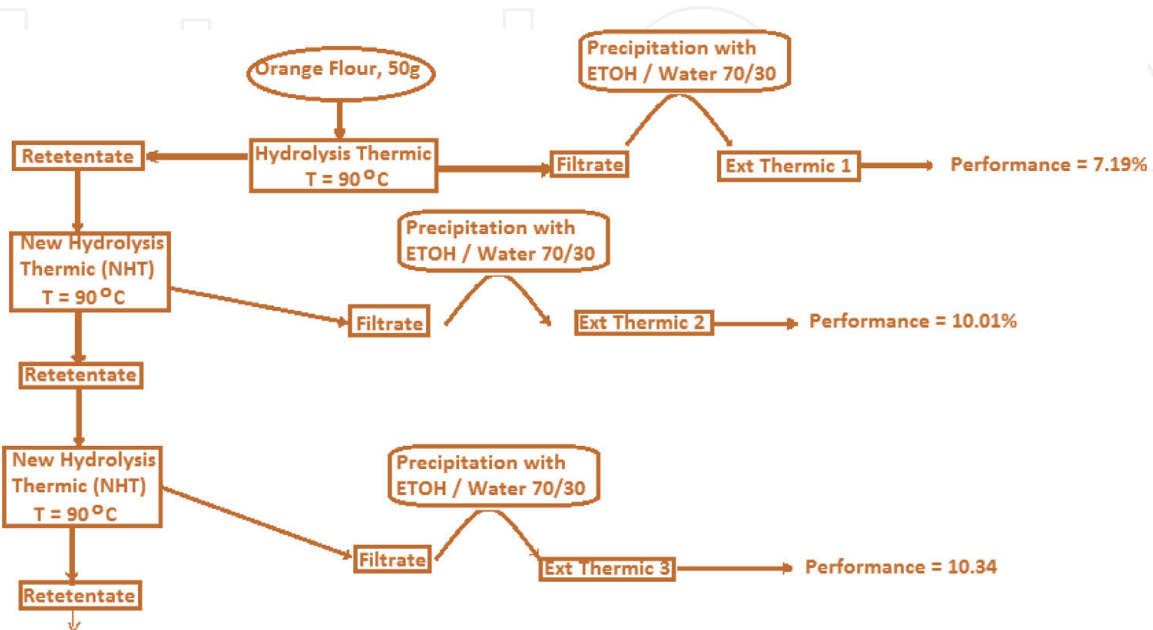 Precipitation with
ETOH / Water 70/30
Orange Flour, 50g
Retetentate
Hydrolysis Thermic
T = 90°C
Filtrate
Ext Thermic 1
Performance = 7.19%
Precipitation with
ETOH / Water 70/30
New Hydrolysis
Thermic (NHT)
T = 90°C
Filtrate
Ext Thermic 2
Performance = 10.01%
Retetentate
Precipitation with
ETOH / Water 70/30
New Hydrolysis
Thermic (NHT)
T = 90°C
Filtrate
Ext Thermic 3
Performance = 10.34
Retetentate